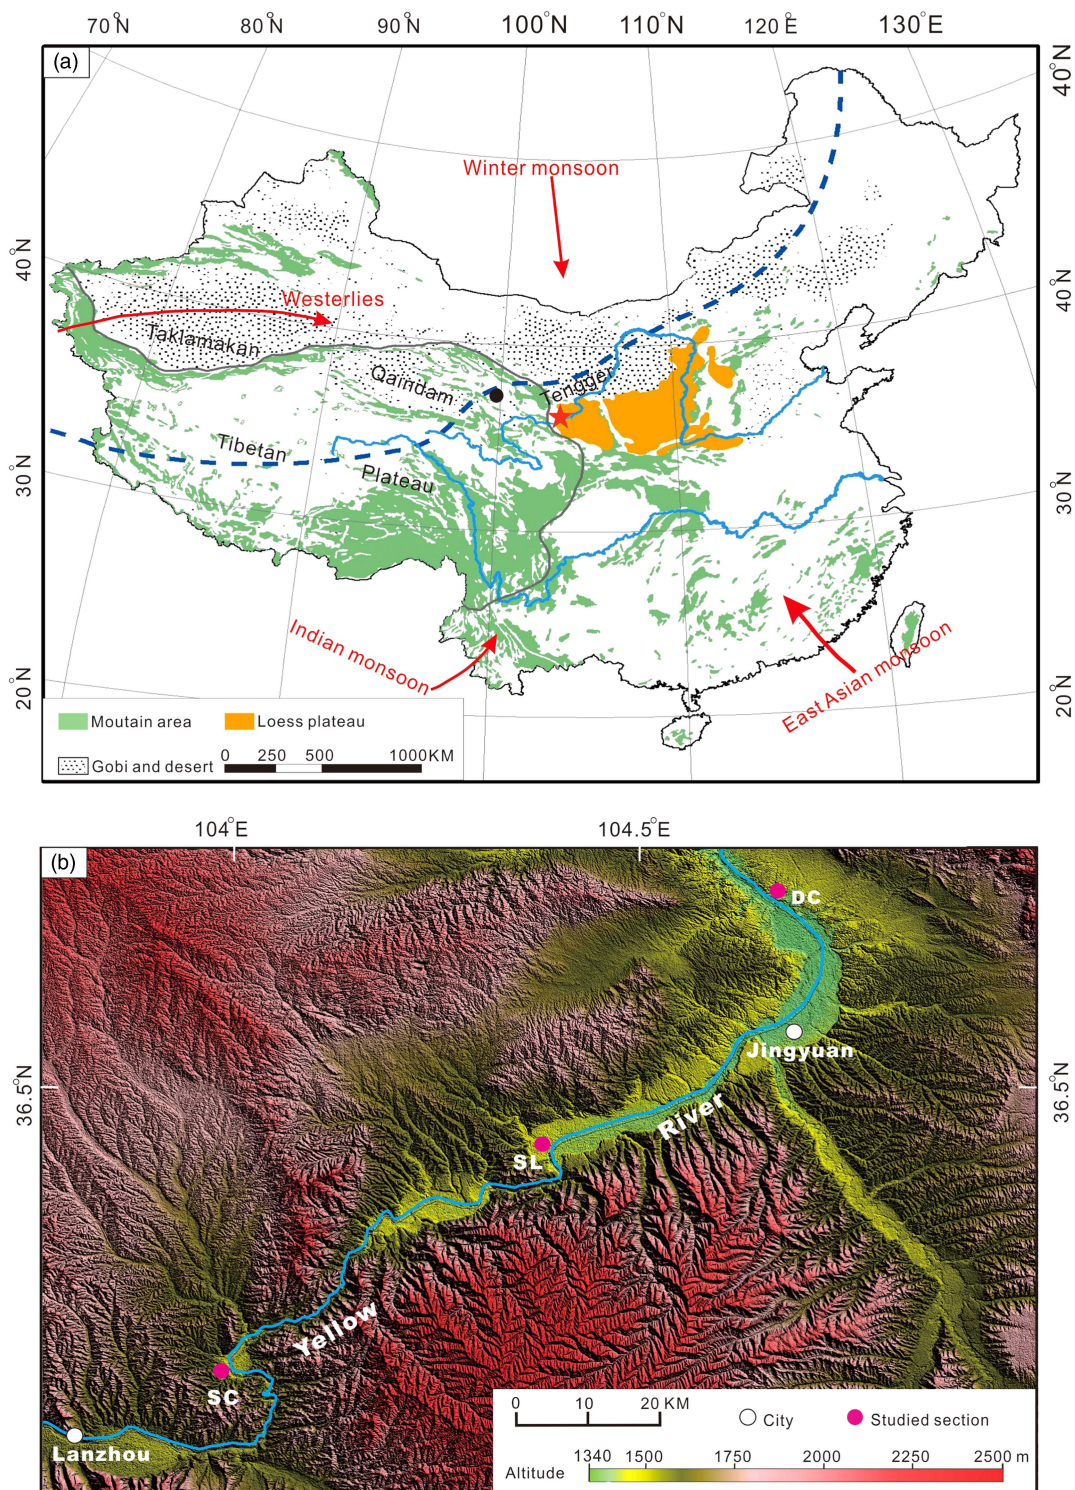 70°N 80°N 90°N 100°N 110°N 120°E 130°E
(a)
40°N
Winter monsoon
40°N
Westerlies
40°N
Taklamakan
Qaindam
Tengger
Tibetan
Plateau
30°N
30°N
Indian monsoon
East Asian monsoon
20°N
20°N
Moutain area
Loess plateau
Gobi and desert
0 250 500 1000KM
104°E 104.5°E
(b)
DC
Jingyuan
36.5°N
36.5°N
River
SL
Yellow
SC
Lanzhou
0 10 20 KM
City
Studied section
1340 1500 1750 2000 2250 2500 m
Altitude